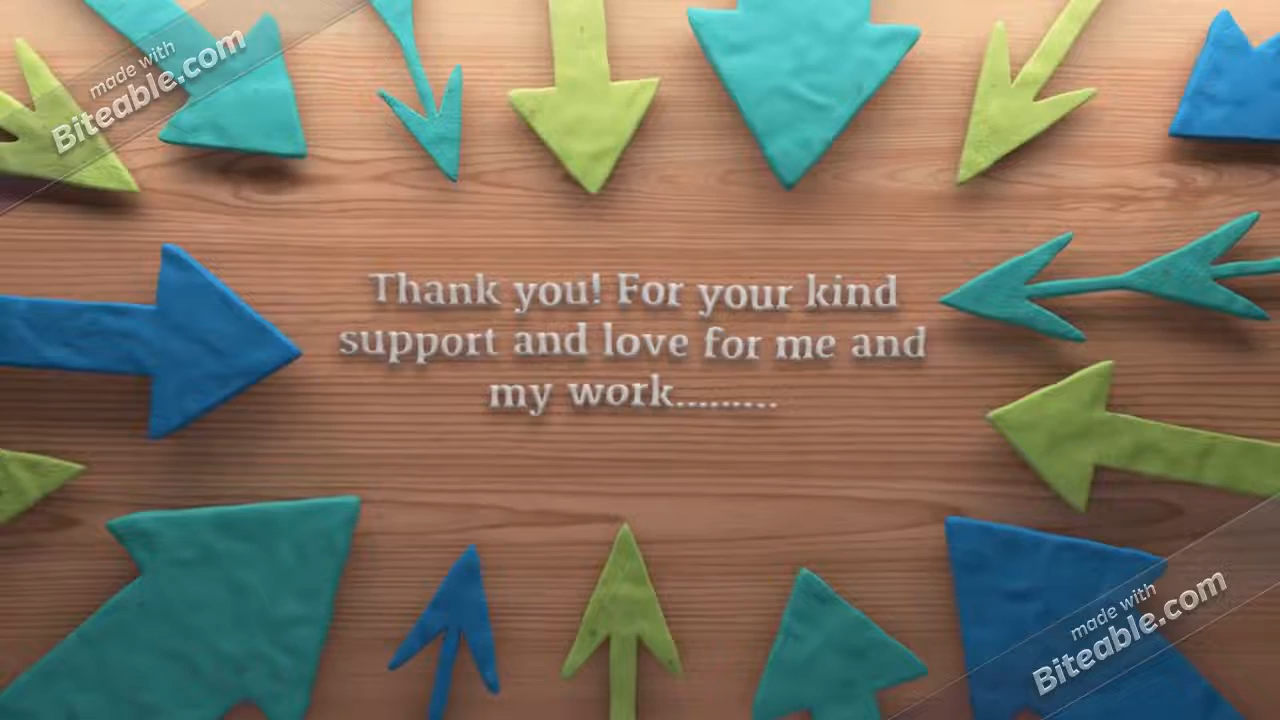 made with
Biteable.com
Thank you! For your kind
support and love for me and
my work.........
made with
Biteable.com